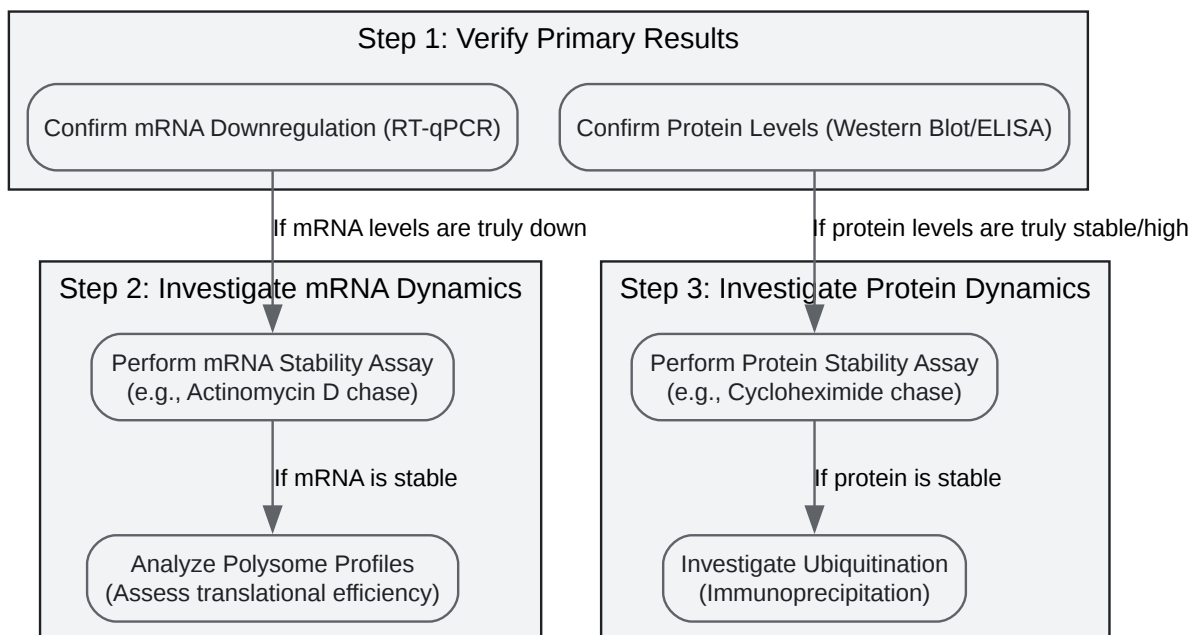 Step 1: Verify Primary Results
Confirm mRNA Downregulation (RT-qPCR)
Confirm Protein Levels (Western Blot/ELISA)
If mRNA levels are truly down
If protein levels are truly stable/high
Step 2: Investigate mRNA Dynamics
Perform mRNA Stability Assay
(e.g., Actinomycin D chase)
If mRNA is stable
Analyze Polysome Profiles
(Assess translational efficiency)
Step 3: Investigate Protein Dynamics
Perform Protein Stability Assay
(e.g., Cycloheximide chase)
If protein is stable
Investigate Ubiquitination
(Immunoprecipitation)